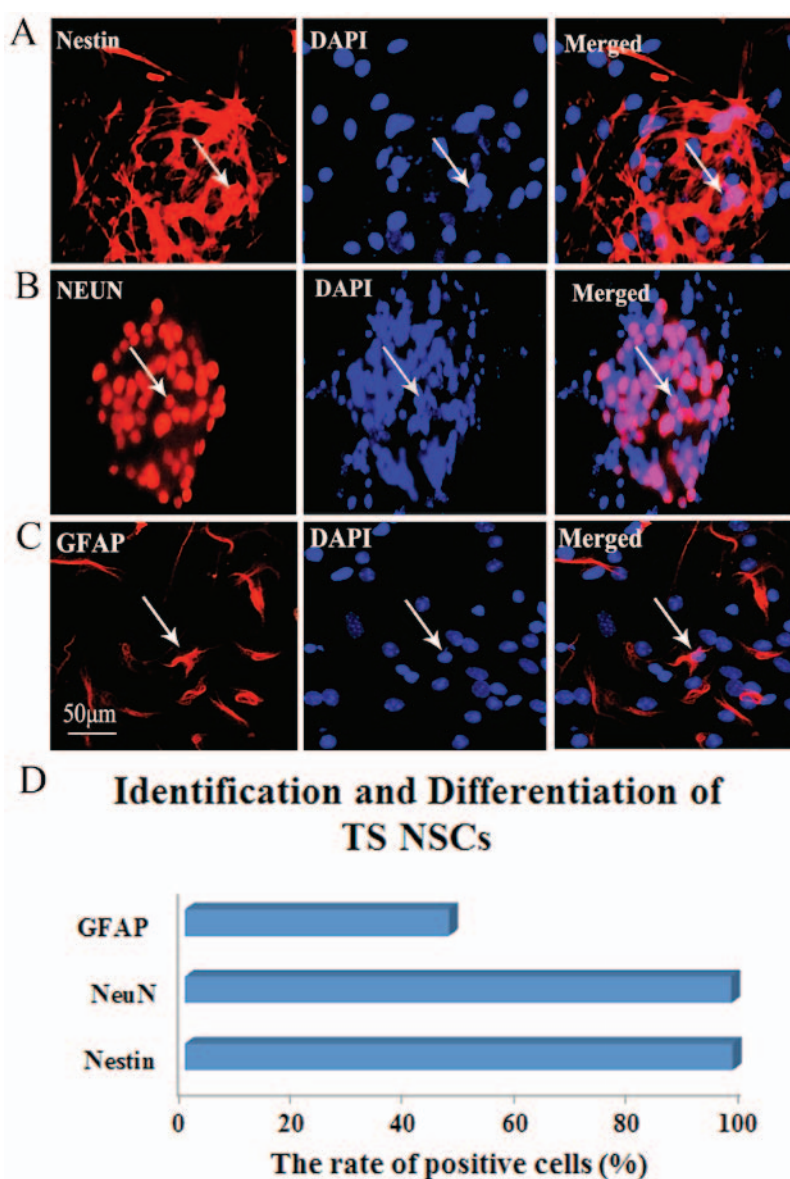 A
Nestin
DAPI
Merged
B
NEUN
DAPI
Merged
C
GFAP
DAPI
Merged
50μm
D
Identification and Differentiation of
TS NSCs
GFAP
NeuN
Nestin
0 20 40 60 80 100
The rate of positive cells (%)